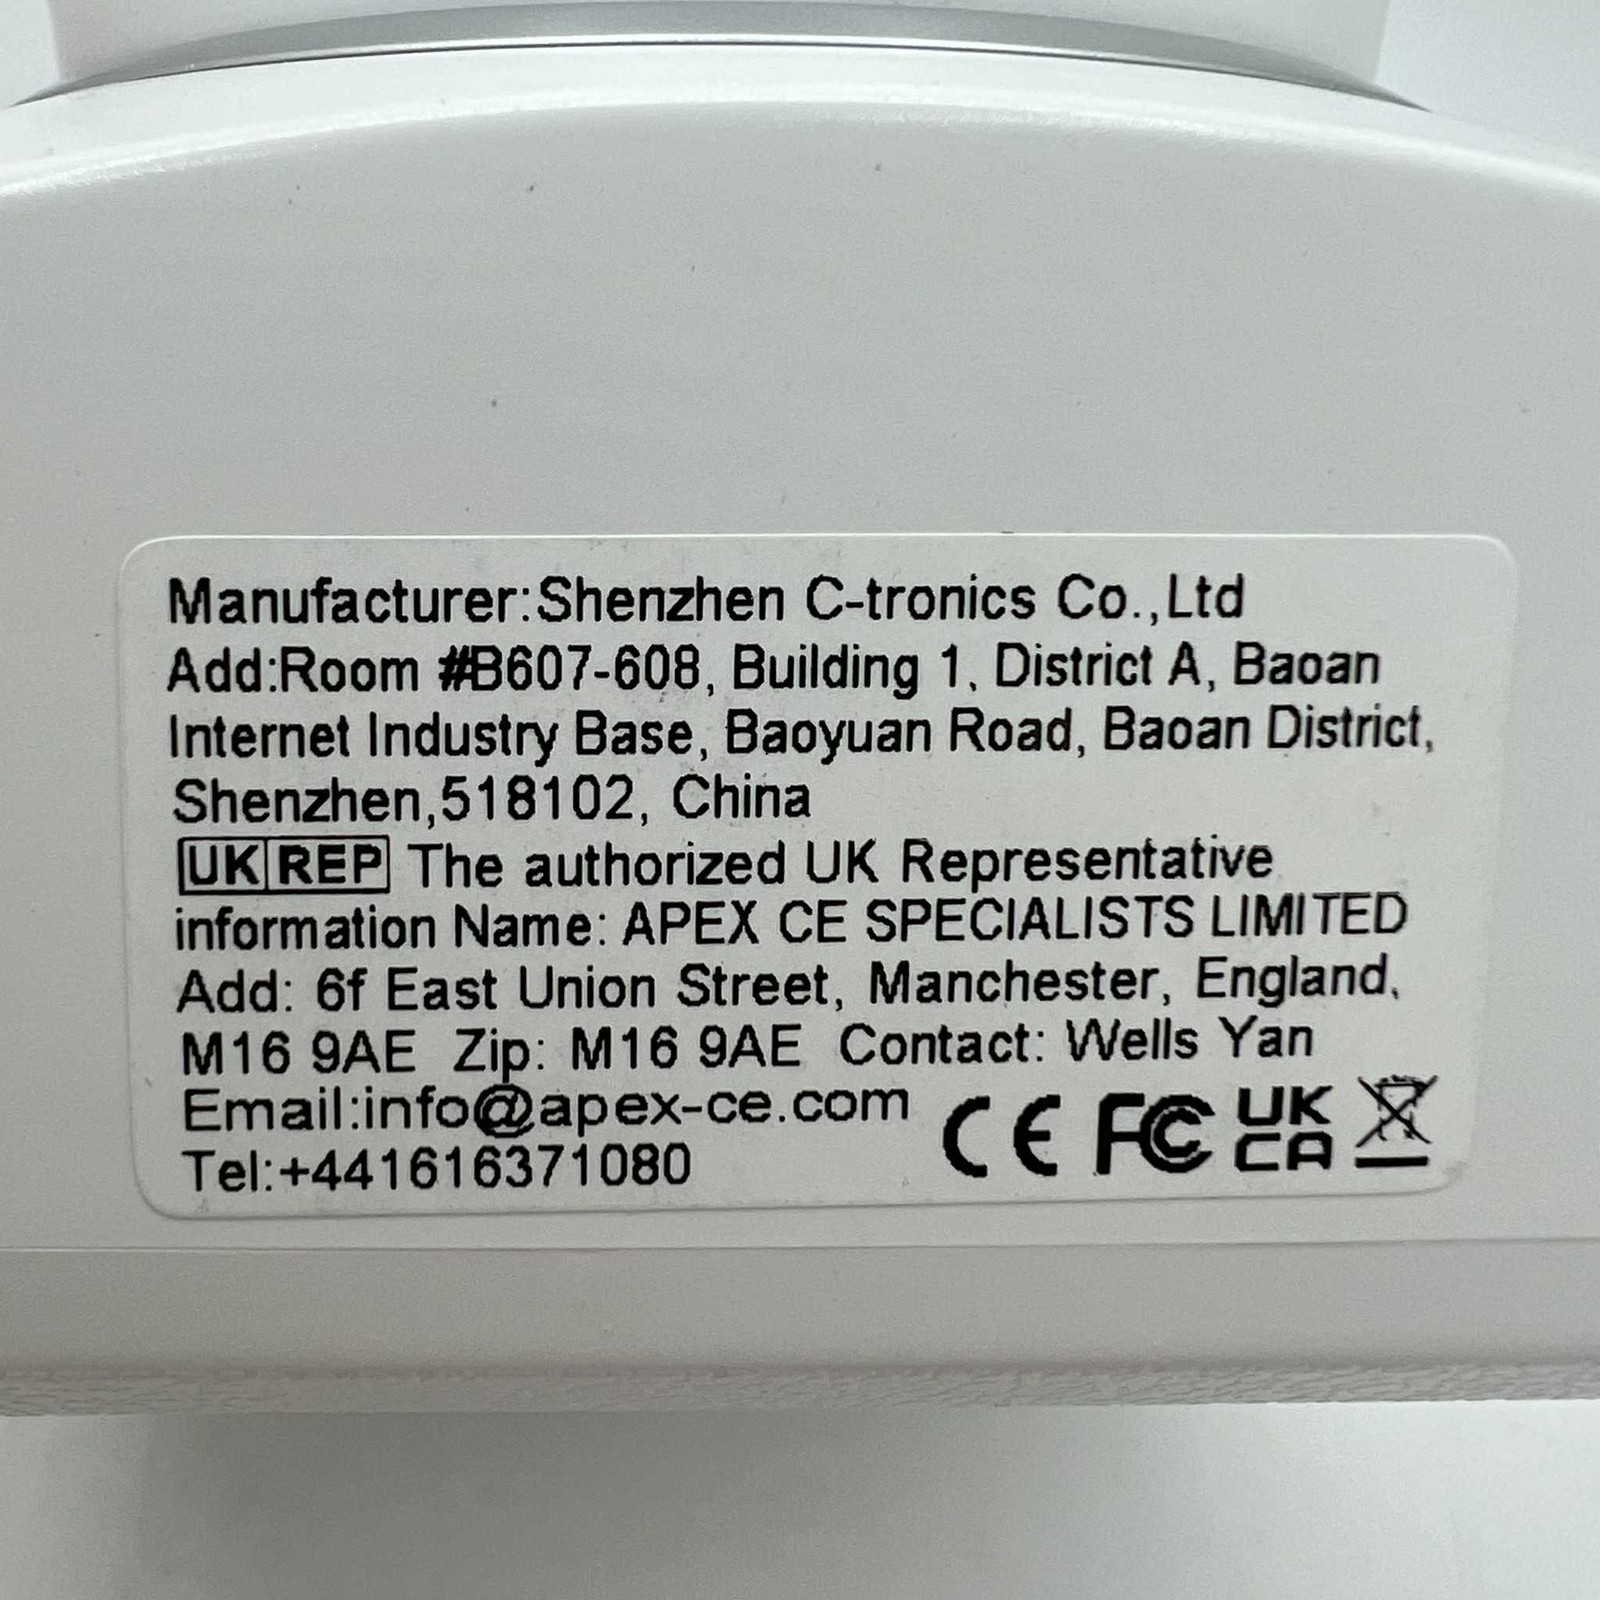 Manufacturer:Shenzhen C-tronics Co.,Ltd
Add:Room #B607-608, Building 1, District A, Baoan
Internet Industry Base, Baoyuan Road, Baoan District,
Shenzhen,518102, China
UK REP The authorized UK Representative
information Name: APEX CE SPECIALISTS LIMITED
Add: 6f East Union Street, Manchester, England,
M16 9AE Zip: M16 9AE Contact: Wells Yan
Email:info@apex-ce.com
Tel:+441616371080
CE FC UK
CA